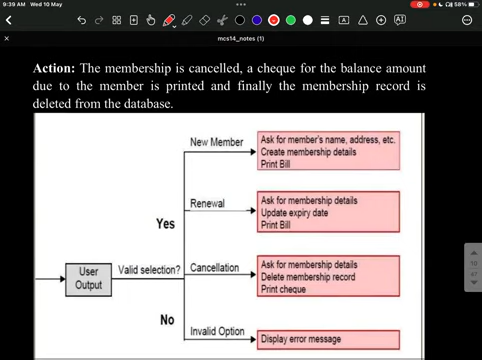 9:39 AM Wed 10 May
58%
mcs14_notes (1)
Action: The membership is cancelled, a cheque for the balance amount
due to the member is printed and finally the membership record is
deleted from the database.
New Member
Ask for member's name, address, etc.
Create membership details
Print Bill
Renewal
Ask for membership details
Update expiry date
Print Bill
Yes
User
Output
Valid selection?
Cancellation
Ask for membership details
Delete membership record
Print cheque
No
Invalid Option
Display error message